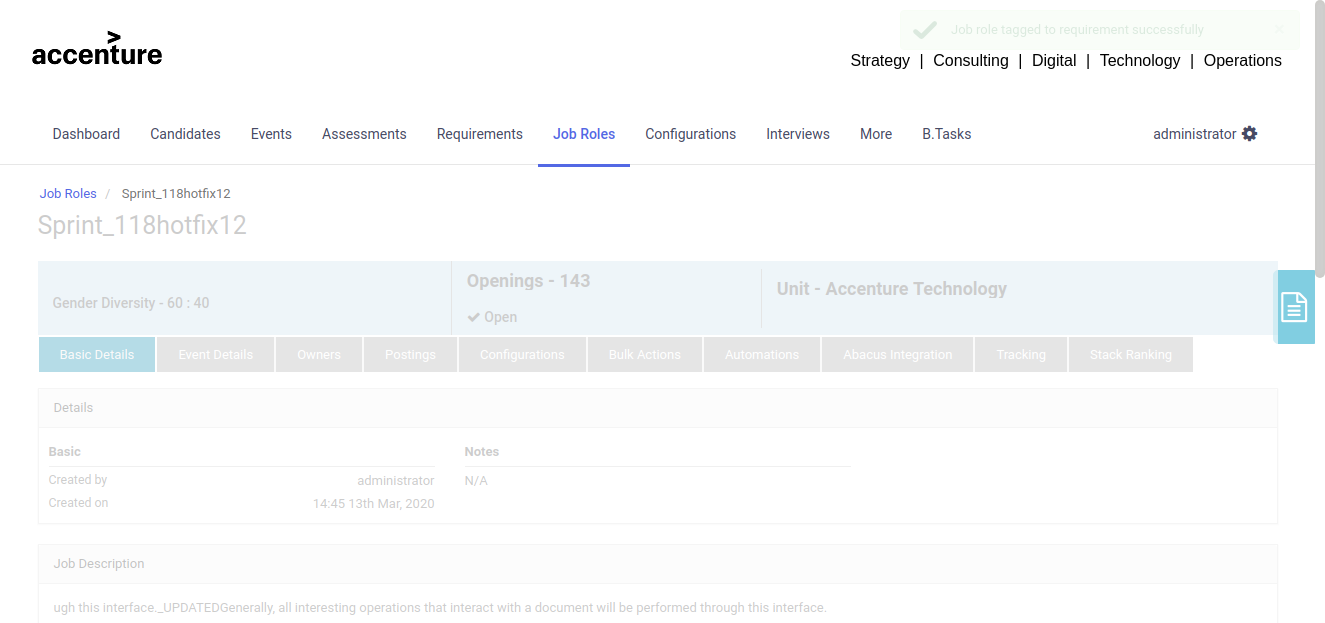 Job role tagged to requirement successfully ×
accenture
Strategy | Consulting | Digital | Technology | Operations
Dashboard Candidates Events Assessments Requirements Job Roles Configurations Interviews More B.Tasks administrator
Job Roles / Sprint_118hotfix12
Sprint_118hotfix12
Gender Diversity - 60 : 40
Openings - 143
Open
Unit - Accenture Technology
Basic Details Event Details Owners Postings Configurations Bulk Actions Automations Abacus Integration Tracking Stack Ranking
Details
Basic
Created by administrator
Created on 14:45 13th Mar, 2020
Notes
N/A
Job Description
ugh this interface._UPDATEDGenerally, all interesting operations that interact with a document will be performed through this interface.